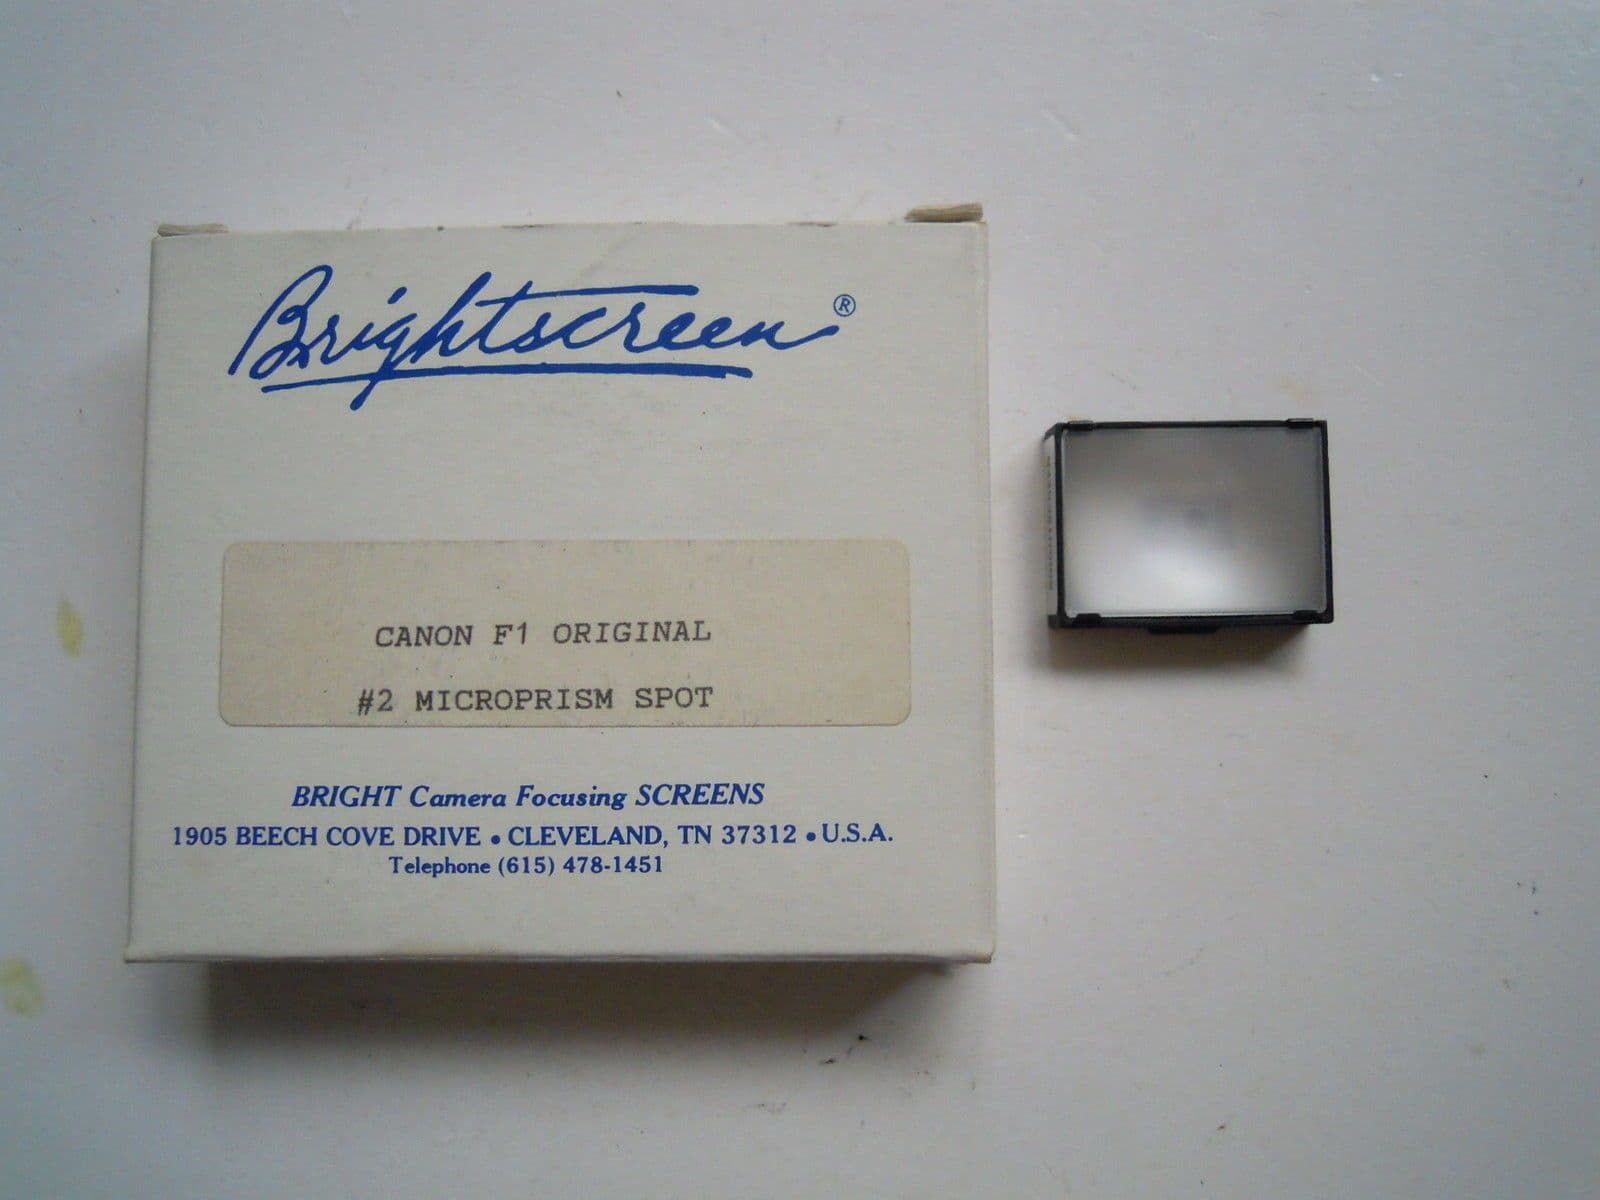 Brightscreen ®
CANON F1 ORIGINAL
#2 MICROPRISM SPOT
BRIGHT Camera Focusing SCREENS
1905 BEECH COVE DRIVE • CLEVELAND, TN 37312 • U.S.A.
Telephone (615) 478-1451